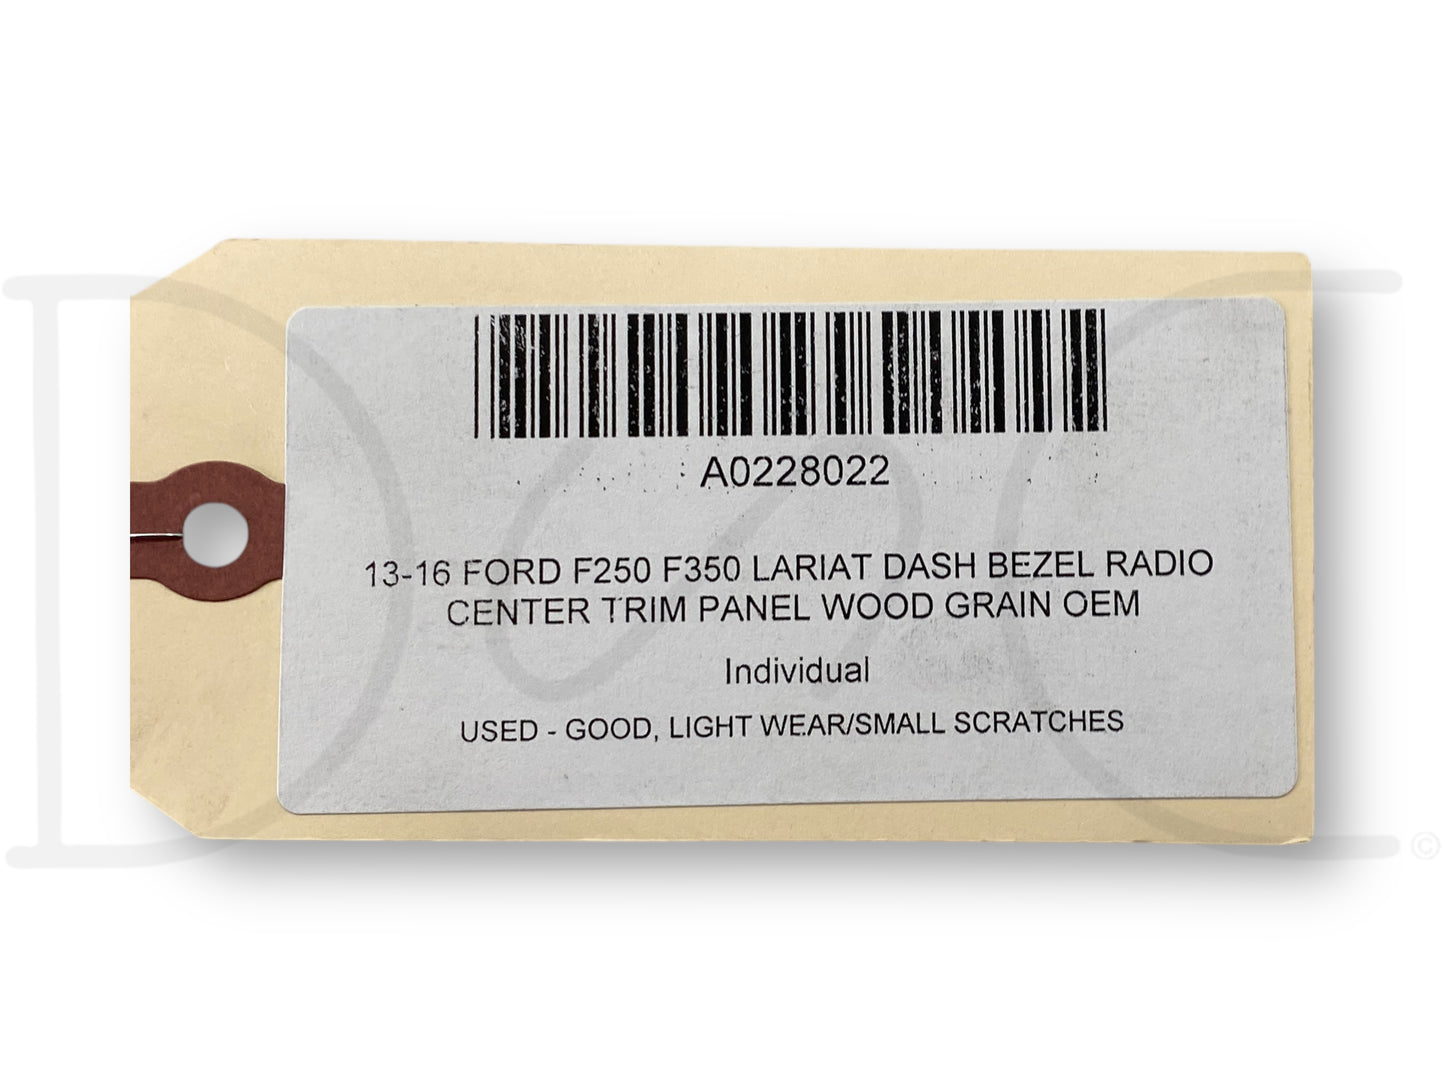 A0228022
13-16 FORD F250 F350 LARIAT DASH BEZEL RADIO
CENTER TRIM PANEL WOOD GRAIN OEM
Individual
USED - GOOD, LIGHT WEAR/SMALL SCRATCHES
©